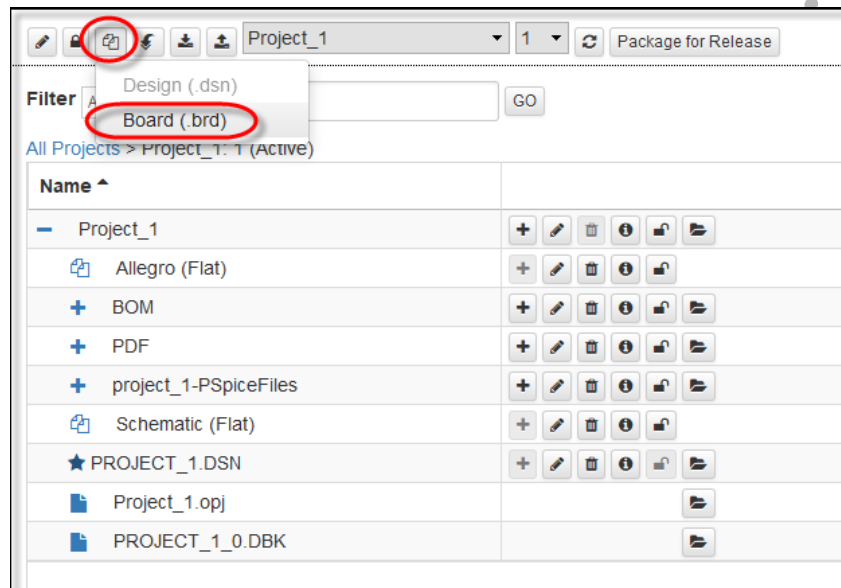 Project_1 1 Package for Release
Design (.dsn)
Filter A GO
Board (.brd)
All Projects > Project_1: 1 (Active)
Name
Project_1
Allegro (Flat)
BOM
PDF
project_1-PSpiceFiles
Schematic (Flat)
PROJECT_1.DSN
Project_1.opj
PROJECT_1_0.DBK